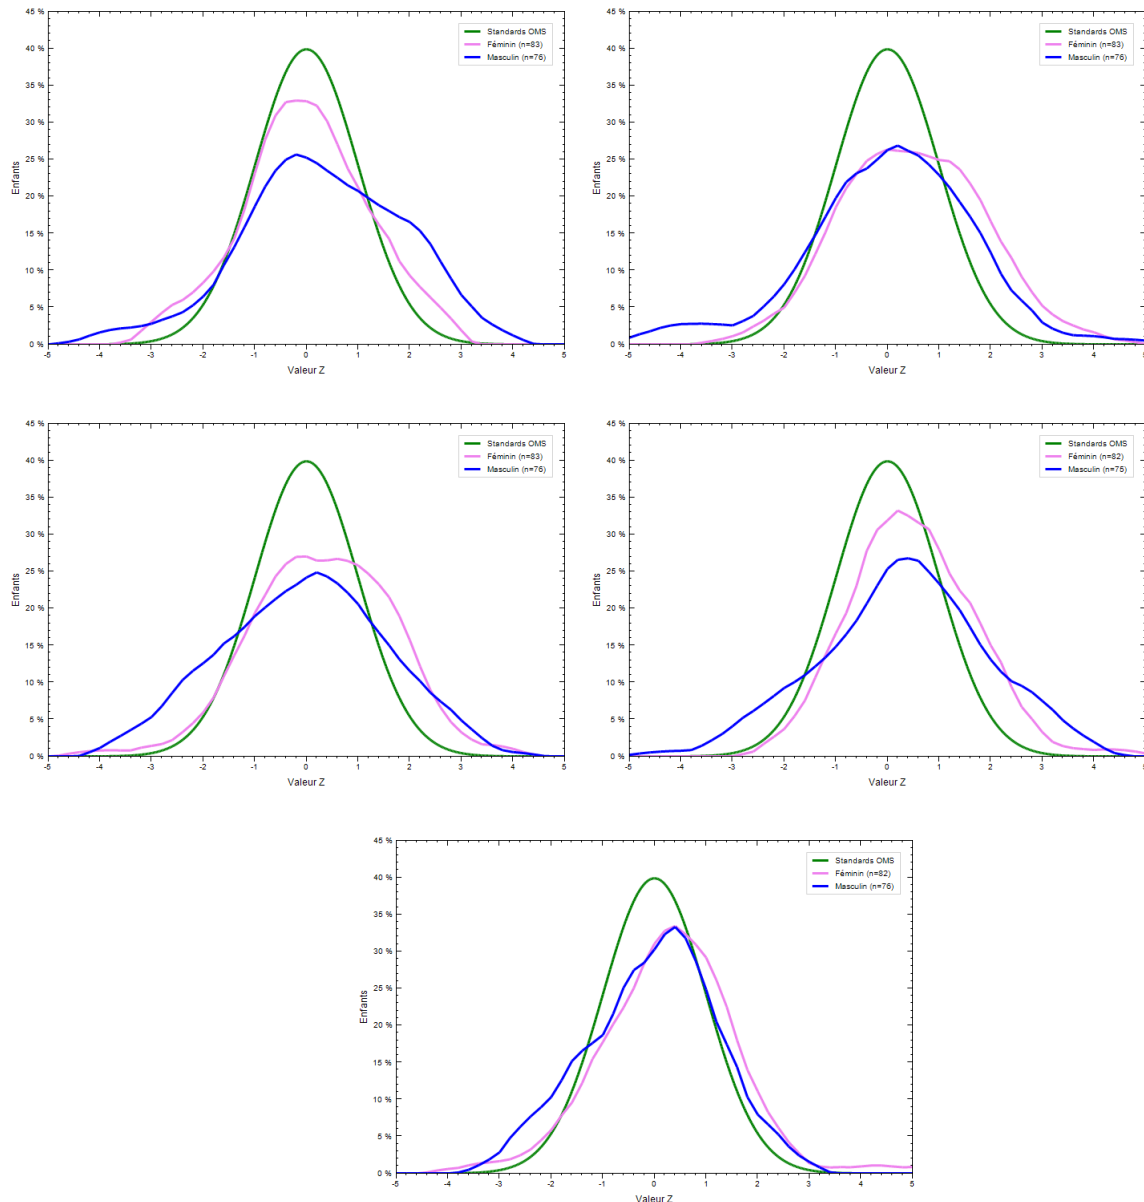 45 %
40 %
35 %
30 %
25 %
20 %
15 %
10 %
5 %
0 %
Enfants
-5 -4 -3 -2 -1 0 1 2 3 4 5
Valeur Z
Standards OMS
Féminin (n=83)
Masculin (n=76)
45 %
40 %
35 %
30 %
25 %
20 %
15 %
10 %
5 %
0 %
Enfants
-5 -4 -3 -2 -1 0 1 2 3 4 5
Valeur Z
Standards OMS
Féminin (n=83)
Masculin (n=76)
45 %
40 %
35 %
30 %
25 %
20 %
15 %
10 %
5 %
0 %
Enfants
-5 -4 -3 -2 -1 0 1 2 3 4 5
Valeur Z
Standards OMS
Féminin (n=83)
Masculin (n=76)
45 %
40 %
35 %
30 %
25 %
20 %
15 %
10 %
5 %
0 %
Enfants
-5 -4 -3 -2 -1 0 1 2 3 4 5
Valeur Z
Standards OMS
Féminin (n=82)
Masculin (n=75)
45 %
40 %
35 %
30 %
25 %
20 %
15 %
10 %
5 %
0 %
Enfants
-5 -4 -3 -2 -1 0 1 2 3 4 5
Valeur Z
Standards OMS
Féminin (n=82)
Masculin (n=76)